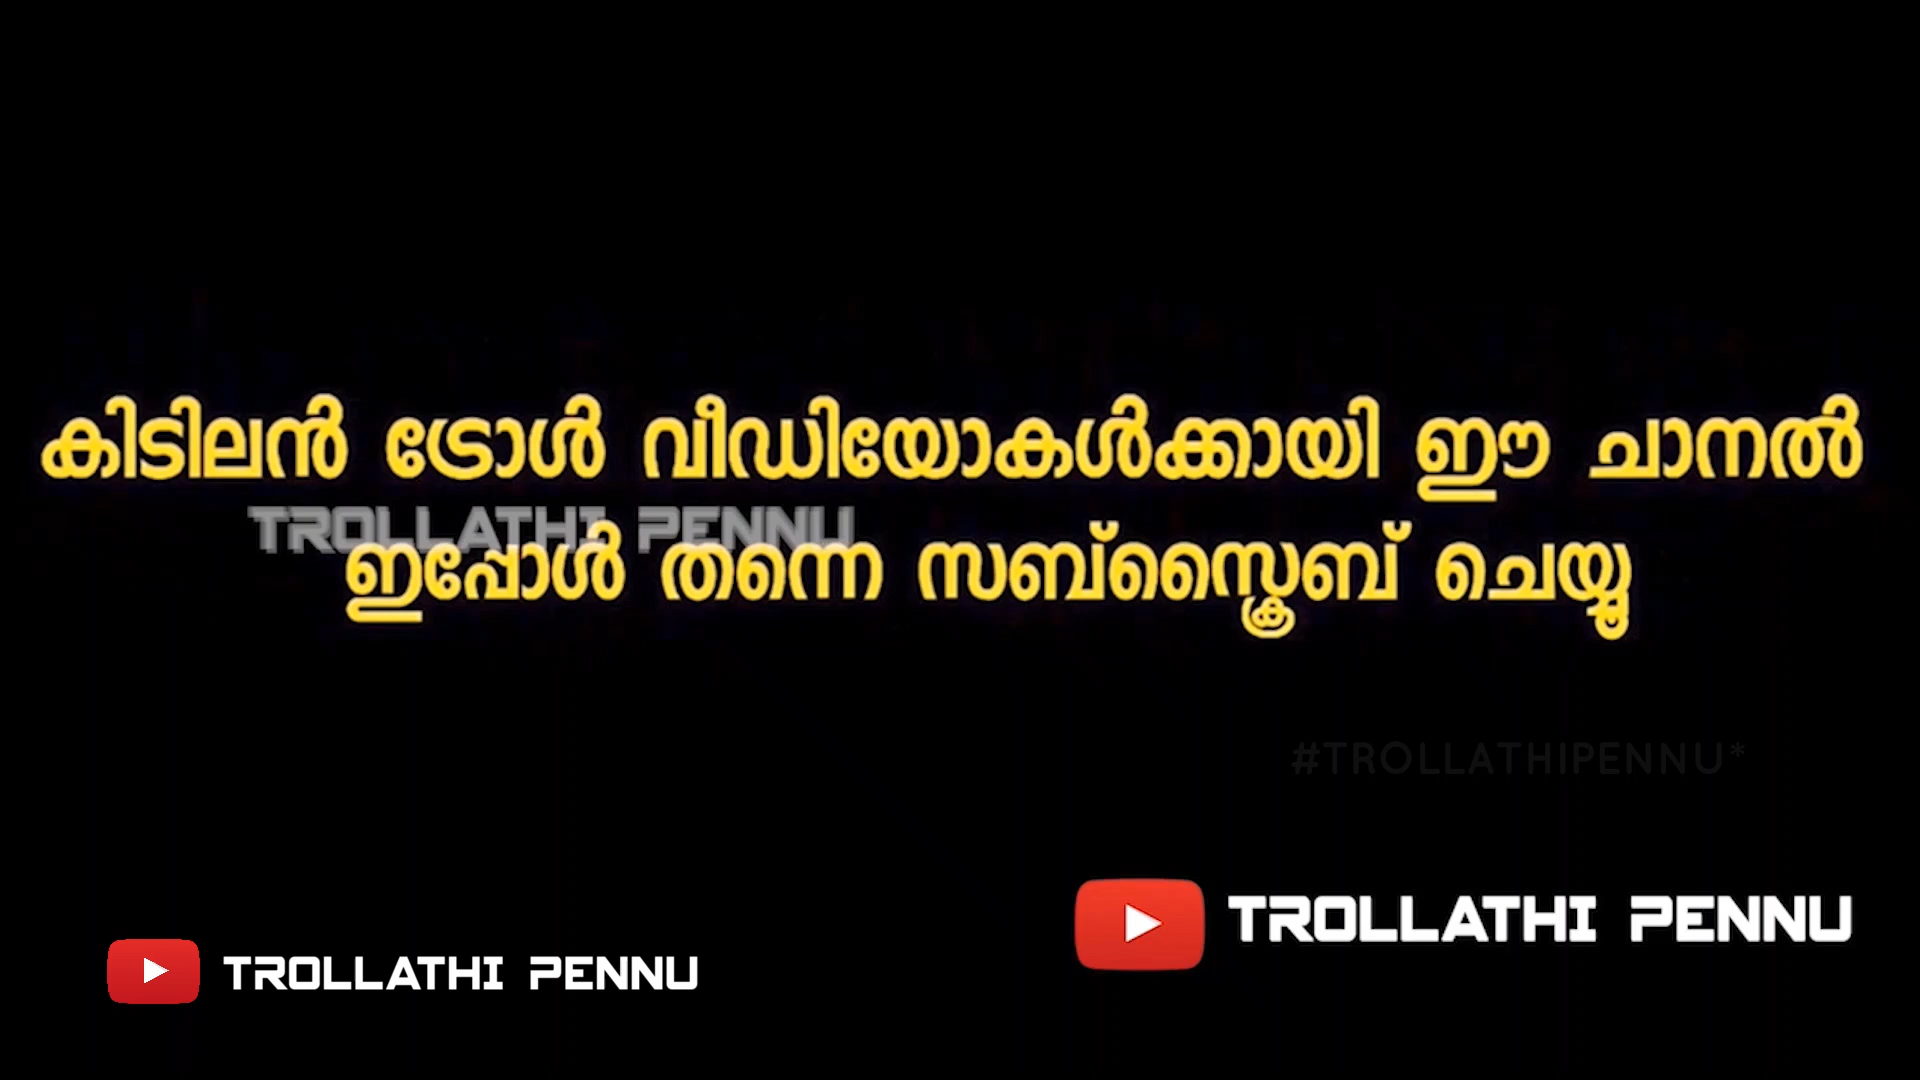 കിടിലൻ ട്രോൾ വീഡിയോകൾക്കായി ഈ ചാനൽ
TROLLATHI PENNU
ഇപ്പോൾ തന്നെ സബ്സ്ക്രൈബ് ചെയ്യൂ
#TROLLATHIPENNU*
TROLLATHI PENNU
TROLLATHI PENNU